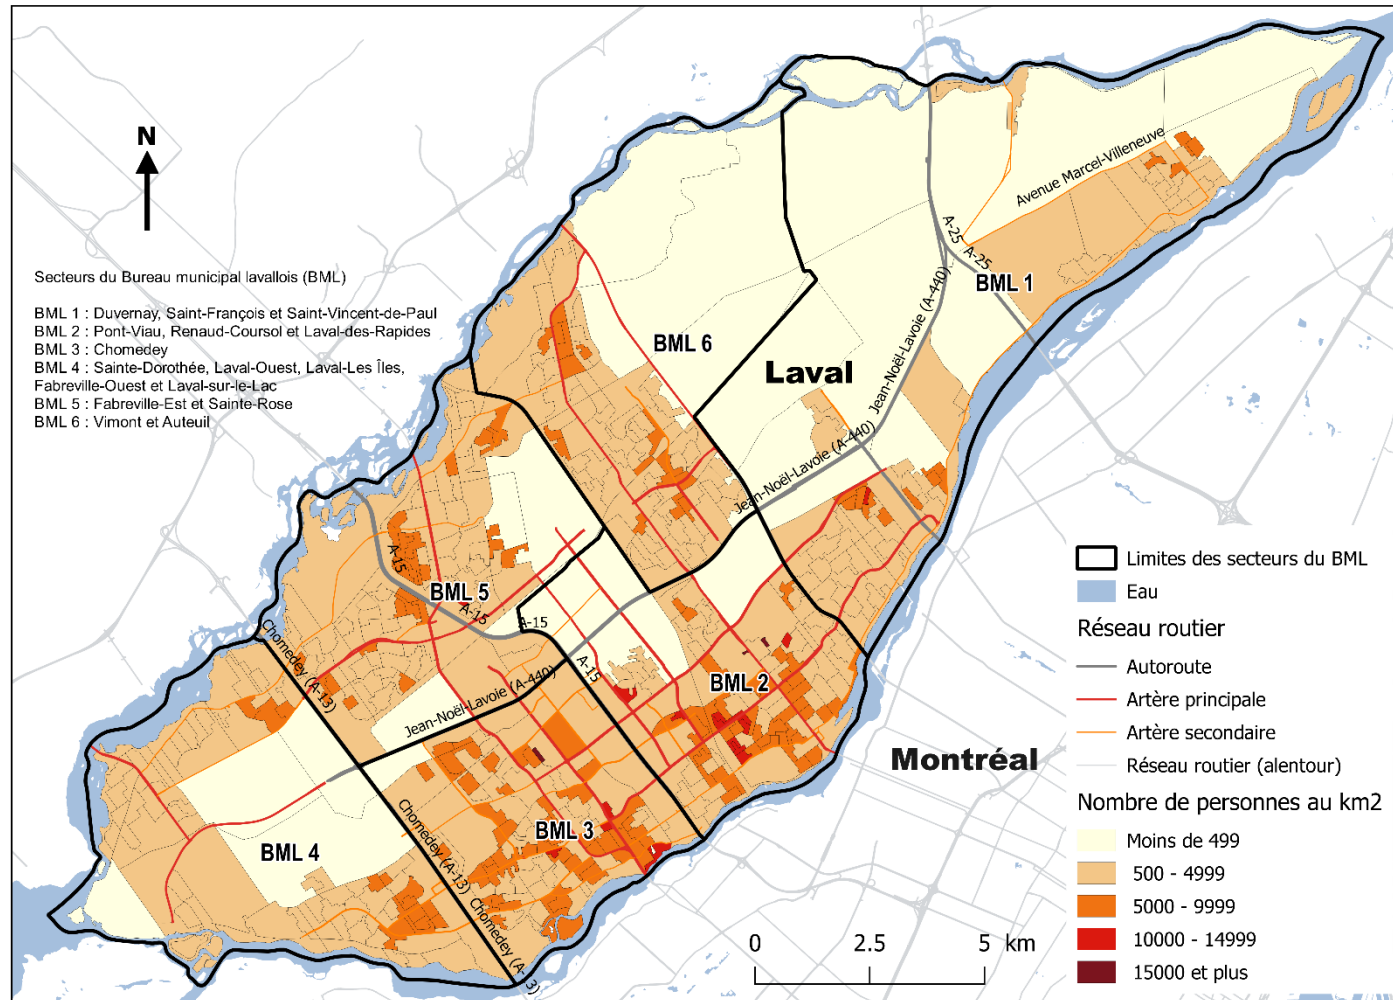 N
Secteurs du Bureau municipal lavallois (BML)
BML 1 : Duvernay, Saint-François et Saint-Vincent-de-Paul
BML 2 : Pont-Viau, Renaud-Coursol et Laval-des-Rapides
BML 3 : Chomedey
BML 4 : Sainte-Dorothée, Laval-Ouest, Laval-Les Îles,
Fabreville-Ouest et Laval-sur-le-Lac
BML 5 : Fabreville-Est et Sainte-Rose
BML 6 : Vimont et Auteuil
Avenue Marcel-Villeneuve
A-25
A-25
BML 1
Jean-Noël-Lavoie (A-440)
BML 6
Laval
Jean-Noël-Lavoie (A-440)
A-15
BML 5
A-15
A-15
A-15
Chomedey (A-13)
Jean-Noël-Lavoie (A-440)
BML 2
Montréal
Chomedey (A-13)
BML 3
BML 4
Chomedey (A-13)
Limites des secteurs du BML
Eau
Réseau routier
Autoroute
Artère principale
Artère secondaire
Réseau routier (alentour)
Nombre de personnes au km2
Moins de 499
500 - 4999
5000 - 9999
10000 - 14999
15000 et plus
0 2.5 5 km